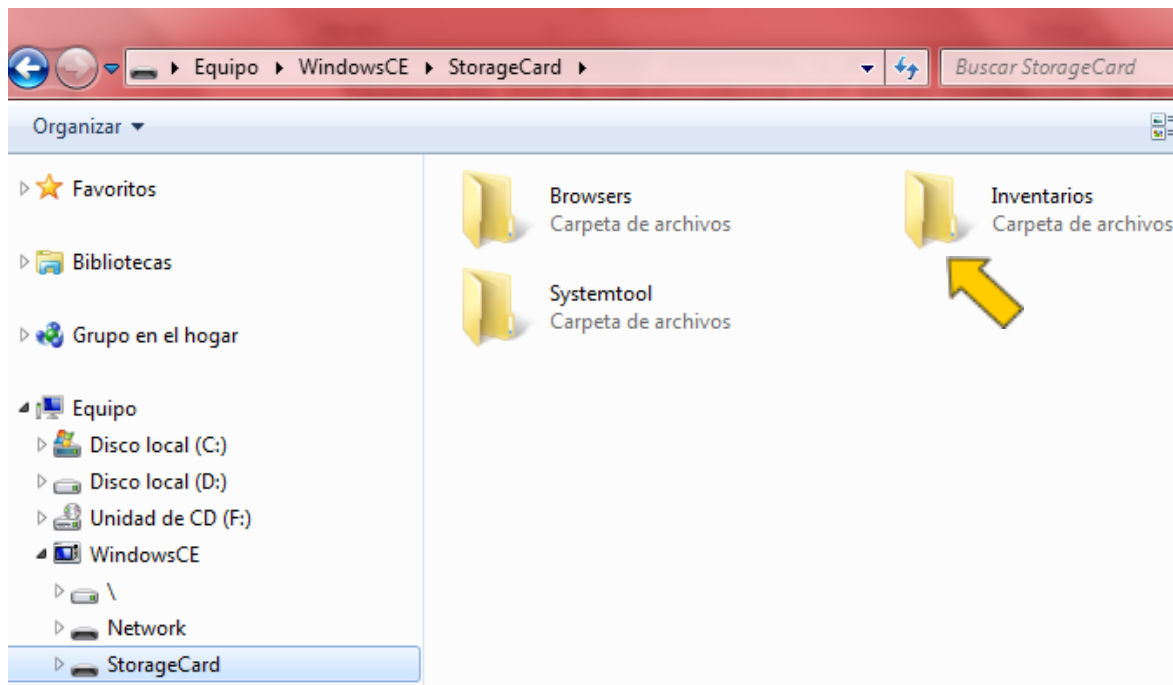 Equipo WindowsCE StorageCard
Buscar StorageCard
Organizar
Favoritos
Bibliotecas
Grupo en el hogar
Equipo
Disco local (C:)
Disco local (D:)
Unidad de CD (F:)
WindowsCE
\
Network
StorageCard
Browsers
Carpeta de archivos
Inventarios
Carpeta de archivos
Systemtool
Carpeta de archivos